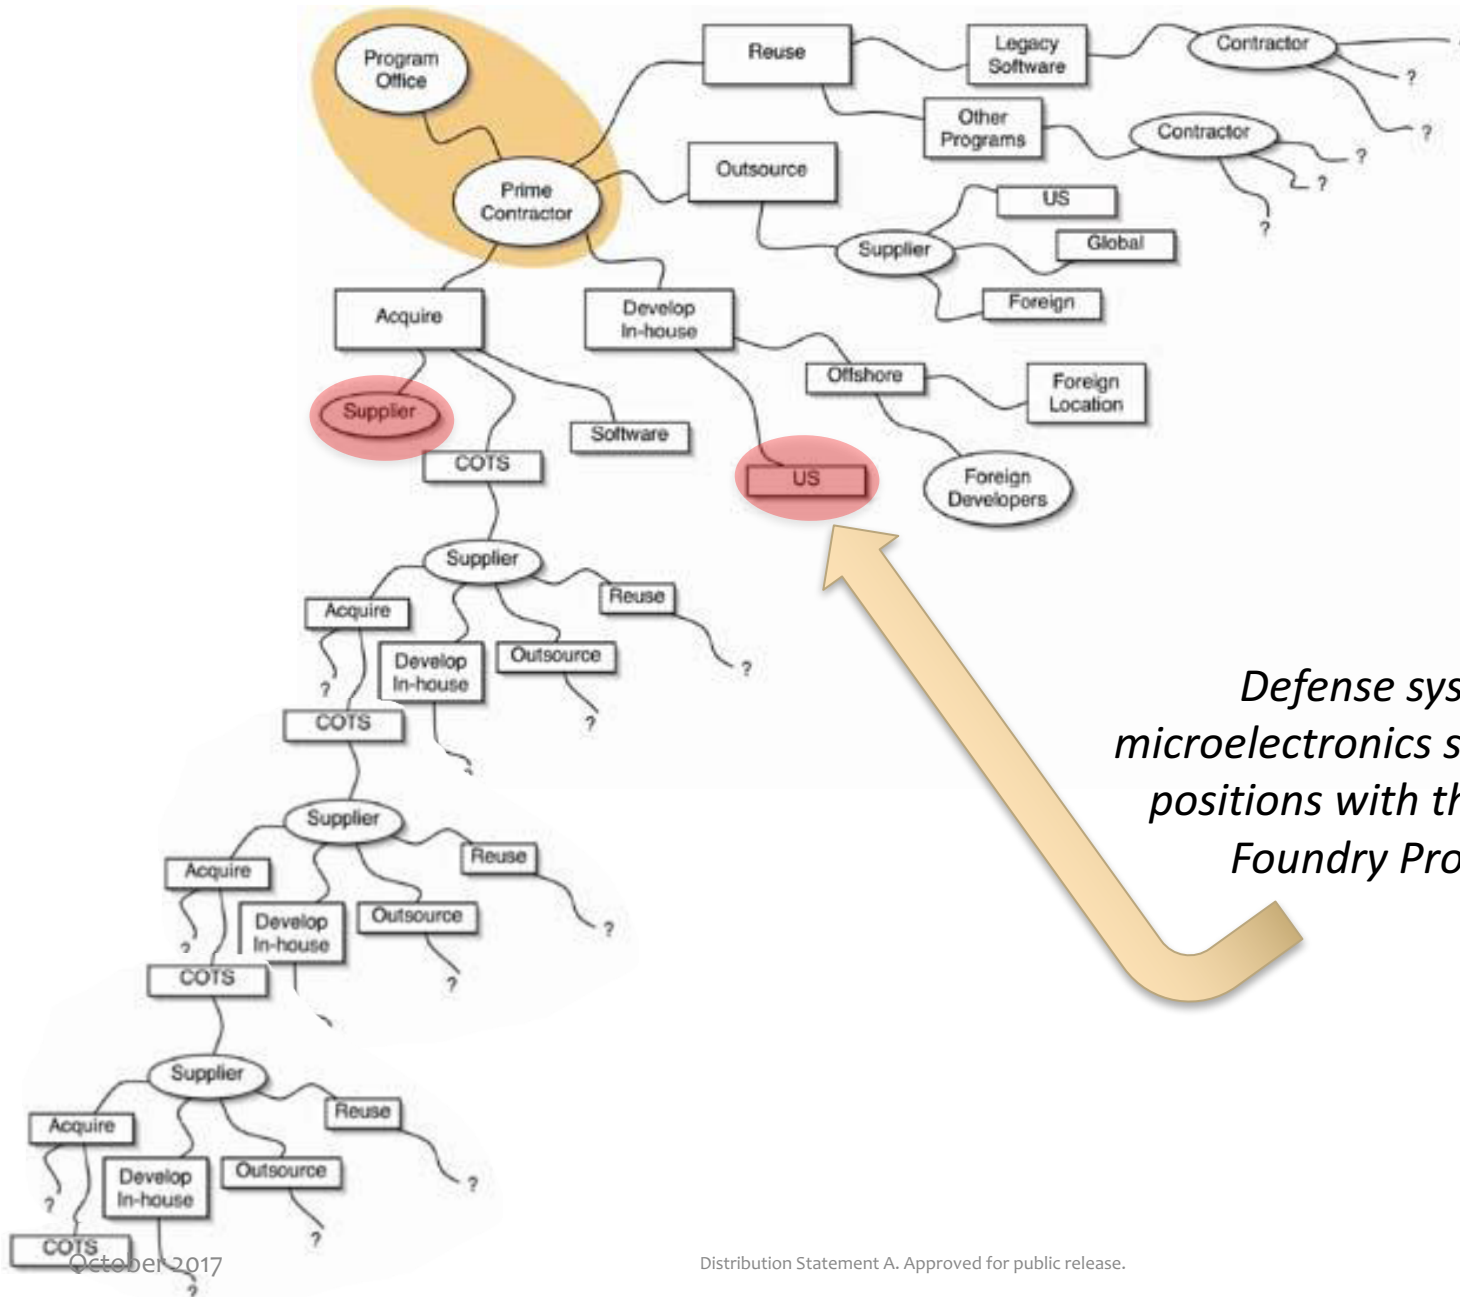 Program
Office
Prime
Contractor
Reuse
Legacy
Software
Contractor
?
?
Other
Programs
Contractor
?
?
?
Outsource
Supplier
US
Global
Foreign
Acquire
Develop
In-house
Supplier
Software
COTS
Offshore
Foreign
Location
US
Foreign
Developers
Supplier
Acquire
?
Develop
In-house
Outsource
?
Reuse
?
COTS
?
Supplier
Acquire
?
Develop
In-house
Outsource
?
Reuse
?
COTS
Supplier
Acquire
?
Develop
In-house
?
Outsource
?
Reuse
?
COTS
Defense
microelectronics
positions with
Foundry
October 2017
Distribution Statement A. Approved for public release.